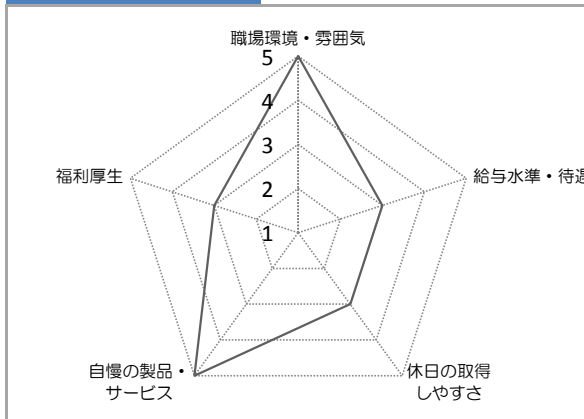 職場環境・雰囲気
5
4
3
2
1
給与水準・待遇
休日の取得
しやすさ
自慢の製品・
サービス
福利厚生